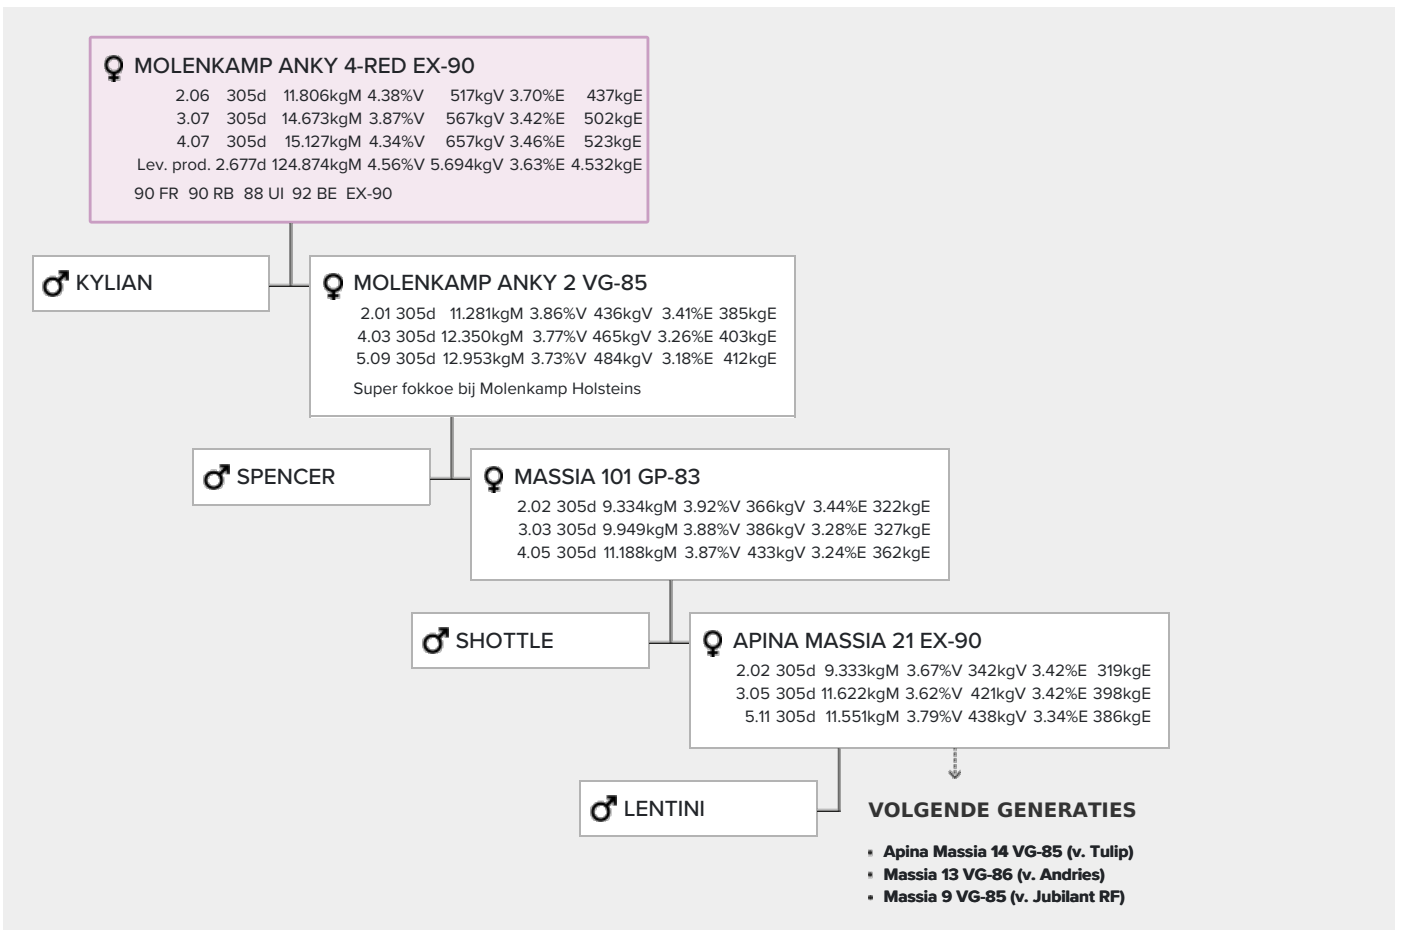 MOLENKAMP ANKY 4-RED EX-90
2.06 305d 11.806kgM 4.38%V 517kgV 3.70%E 437kgE
3.07 305d 14.673kgM 3.87%V 567kgV 3.42%E 502kgE
4.07 305d 15.127kgM 4.34%V 657kgV 3.46%E 523kgE
Lev. prod. 2.677d 124.874kgM 4.56%V 5.694kgV 3.63%E 4.532kgE
90 FR 90 RB 88 UI 92 BE EX-90
KYLIAN
MOLENKAMP ANKY 2 VG-85
2.01 305d 11.281kgM 3.86%V 436kgV 3.41%E 385kgE
4.03 305d 12.350kgM 3.77%V 465kgV 3.26%E 403kgE
5.09 305d 12.953kgM 3.73%V 484kgV 3.18%E 412kgE
Super fokkoe bij Molenkamp Holsteins
SPENCER
MASSIA 101 GP-83
2.02 305d 9.334kgM 3.92%V 366kgV 3.44%E 322kgE
3.03 305d 9.949kgM 3.88%V 386kgV 3.28%E 327kgE
4.05 305d 11.188kgM 3.87%V 433kgV 3.24%E 362kgE
SHOTTLE
APINA MASSIA 21 EX-90
2.02 305d 9.333kgM 3.67%V 342kgV 3.42%E 319kgE
3.05 305d 11.622kgM 3.62%V 421kgV 3.42%E 398kgE
5.11 305d 11.551kgM 3.79%V 438kgV 3.34%E 386kgE
LENTINI
VOLGENDE GENERATIES
Apina Massia 14 VG-85 (v. Tulip)
Massia 13 VG-86 (v. Andries)
Massia 9 VG-85 (v. Jubilant RF)